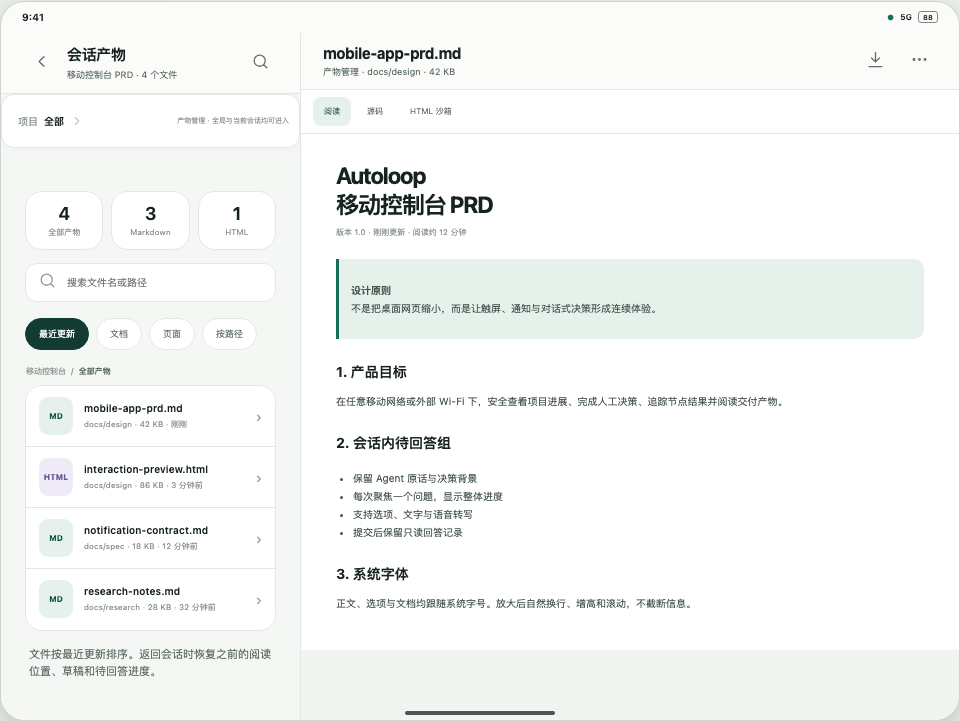 9:41
5G
88
会话产物
移动控制台 PRD · 4 个文件
项目 全部
产物管理 · 全局与当前会话均可进入
4
全部产物
3
Markdown
1
HTML
搜索文件名或路径
最近更新
文档
页面
按路径
移动控制台 / 全部产物
MD
mobile-app-prd.md
docs/design · 42 KB · 刚刚
HTML
interaction-preview.html
docs/design · 86 KB · 3 分钟前
MD
notification-contract.md
docs/spec · 18 KB · 12 分钟前
MD
research-notes.md
docs/research · 28 KB · 32 分钟前
文件按最近更新排序。返回会话时恢复之前的阅读
位置、草稿和待回答进度。
mobile-app-prd.md
产物管理 · docs/design · 42 KB
阅读
源码
HTML 沙箱
Autoloop
移动控制台 PRD
版本 1.0 · 刚刚更新 · 阅读约 12 分钟
设计原则
不是把桌面网页缩小，而是让触屏、通知与对话式决策形成连续体验。
1. 产品目标
在任意移动网络或外部 Wi-Fi 下，安全查看项目进展、完成人工决策、追踪节点结果并阅读交付产物。
2. 会话内待回答组
• 保留 Agent 原话与决策背景
• 每次聚焦一个问题，显示整体进度
• 支持选项、文字与语音转写
• 提交后保留只读回答记录
3. 系统字体
正文、选项与文档均跟随系统字号。放大后自然换行、增高和滚动，不截断信息。